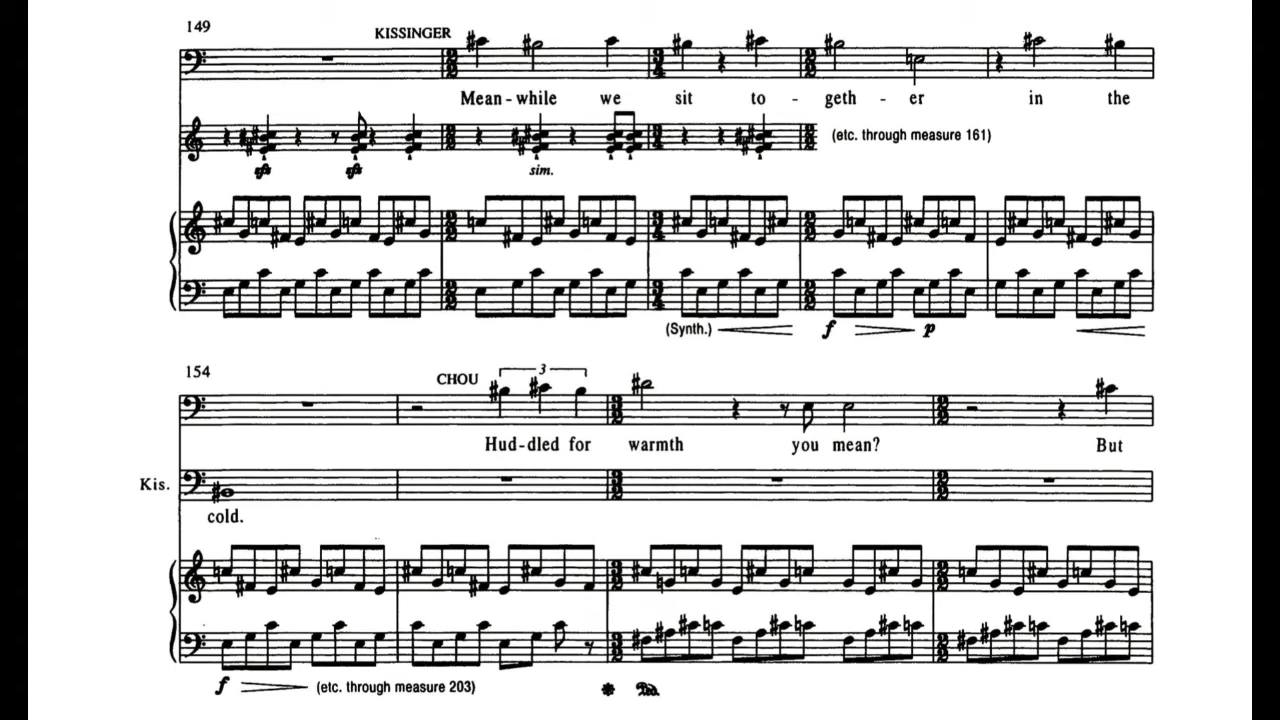 149
KISSINGER
Mean - while we sit to - geth - er in the
(etc. through measure 161)
sfz sfz sim.
(Synth.) f p
154
CHOU 3
Hud - dled for warmth you mean? But
Kis.
cold.
f (etc. through measure 203) Ped.